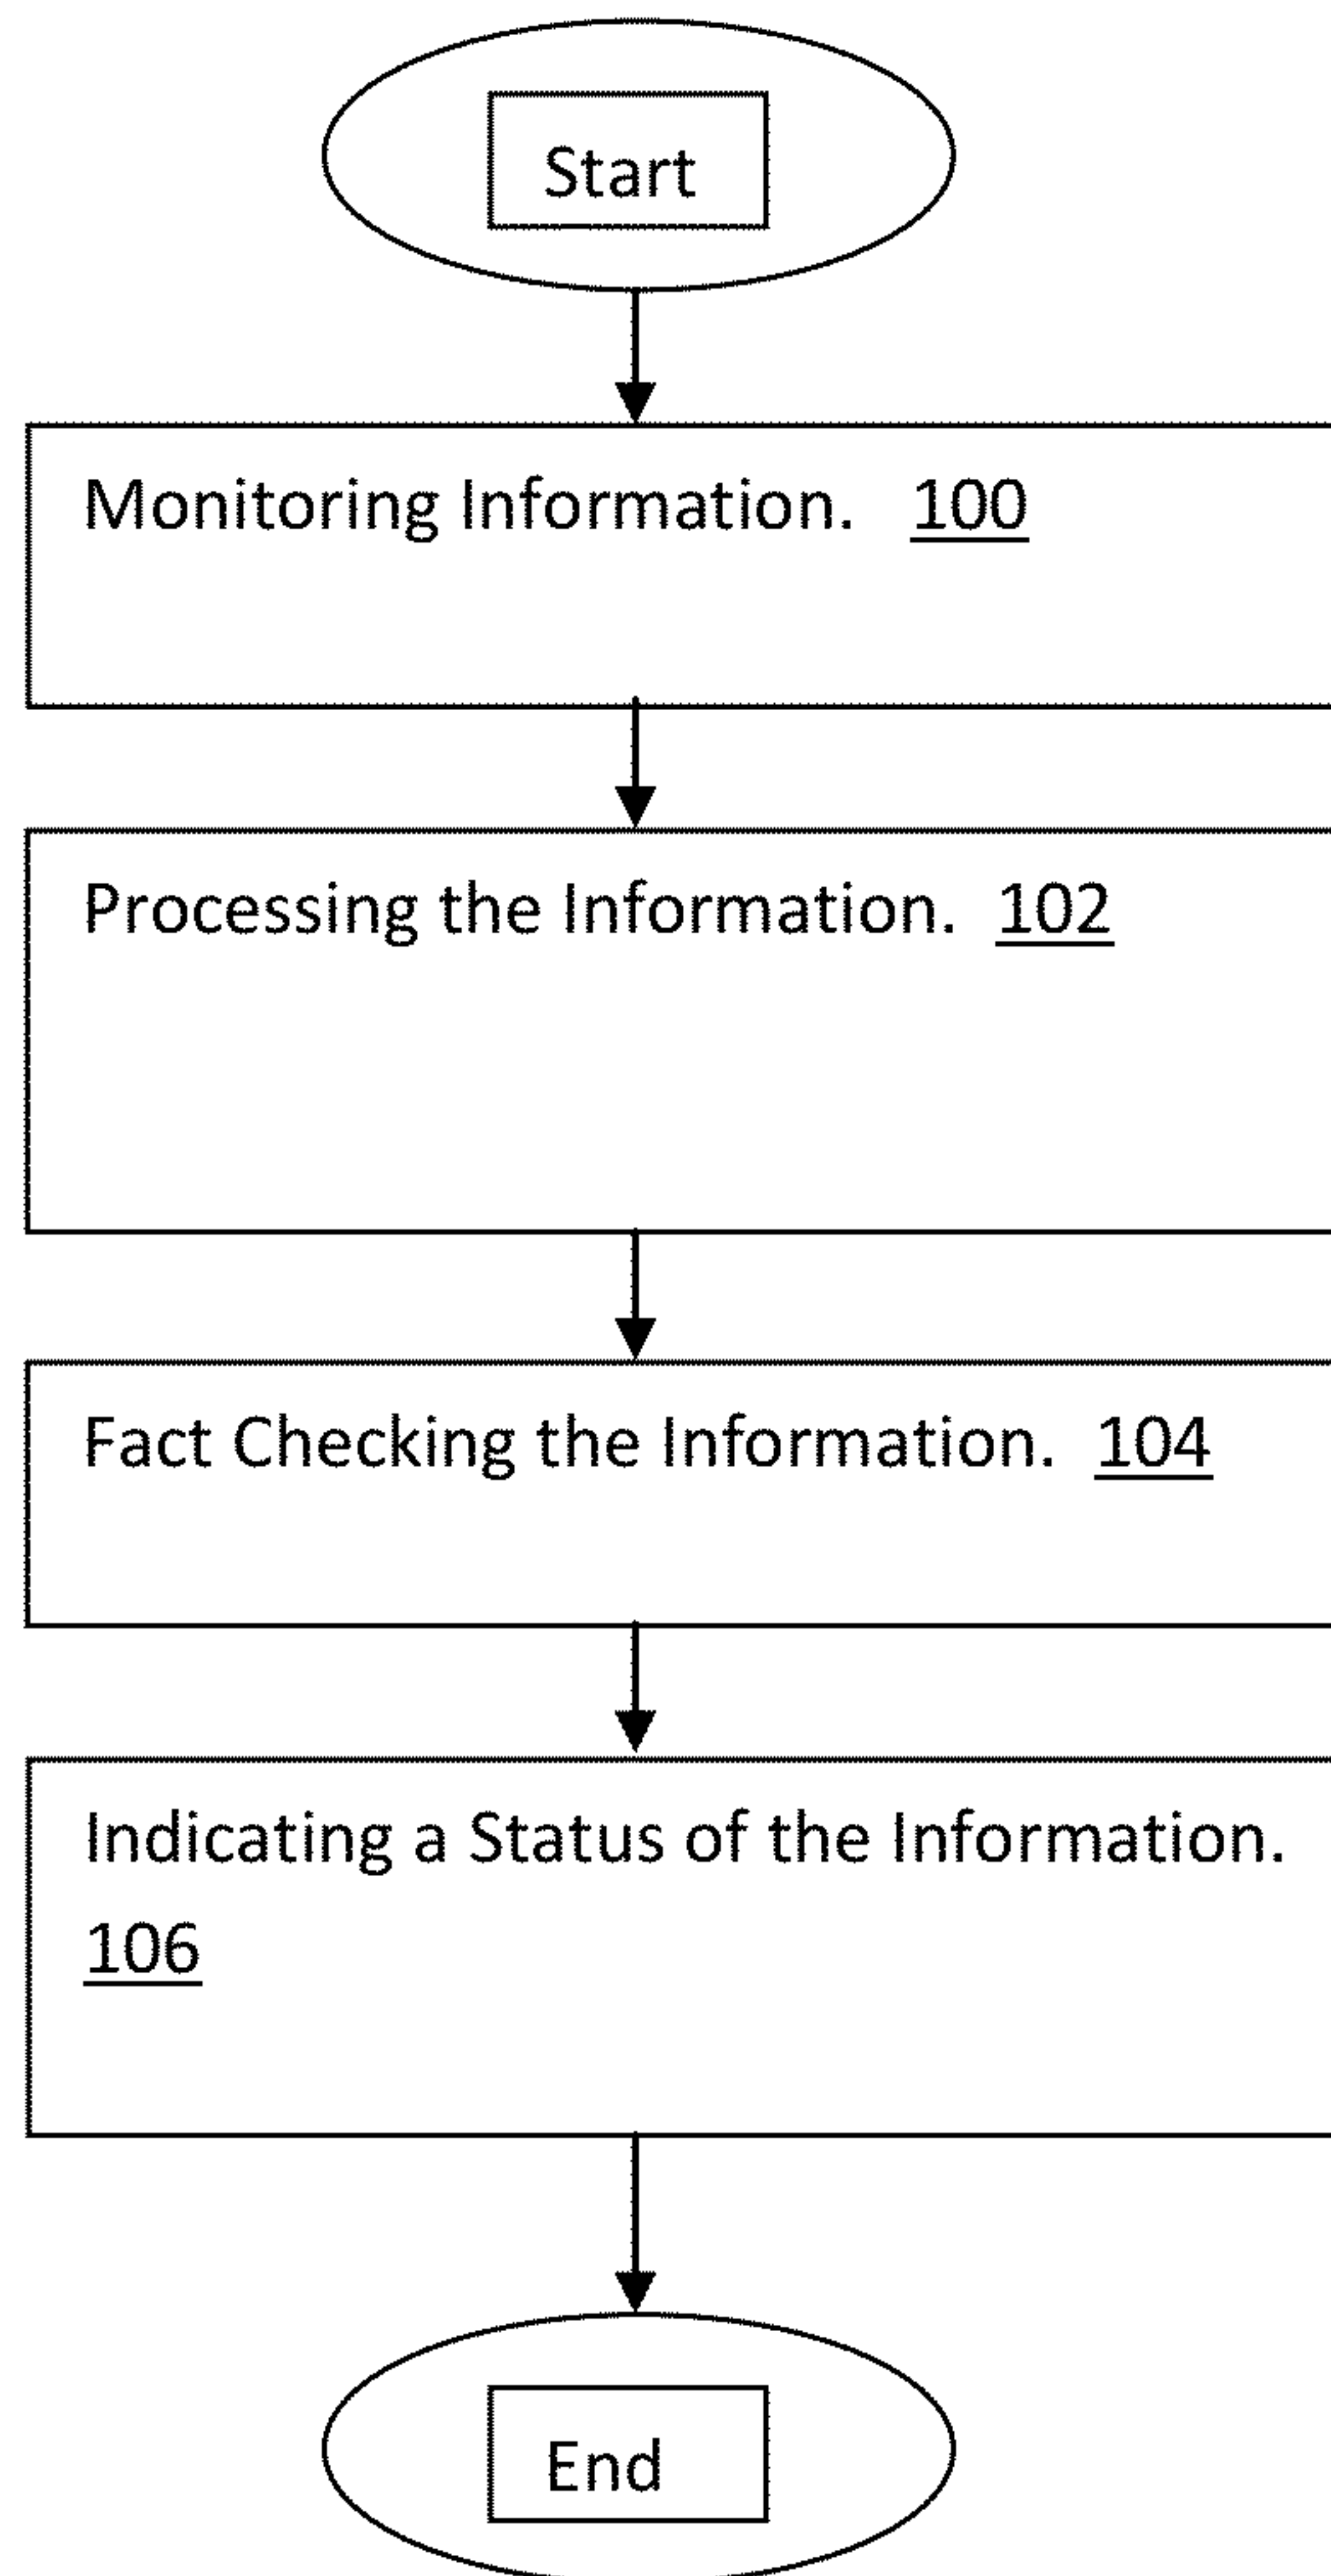 Start
Monitoring Information. 100
Processing the Information. 102
Fact Checking the Information. 104
Indicating a Status of the Information.
106
End